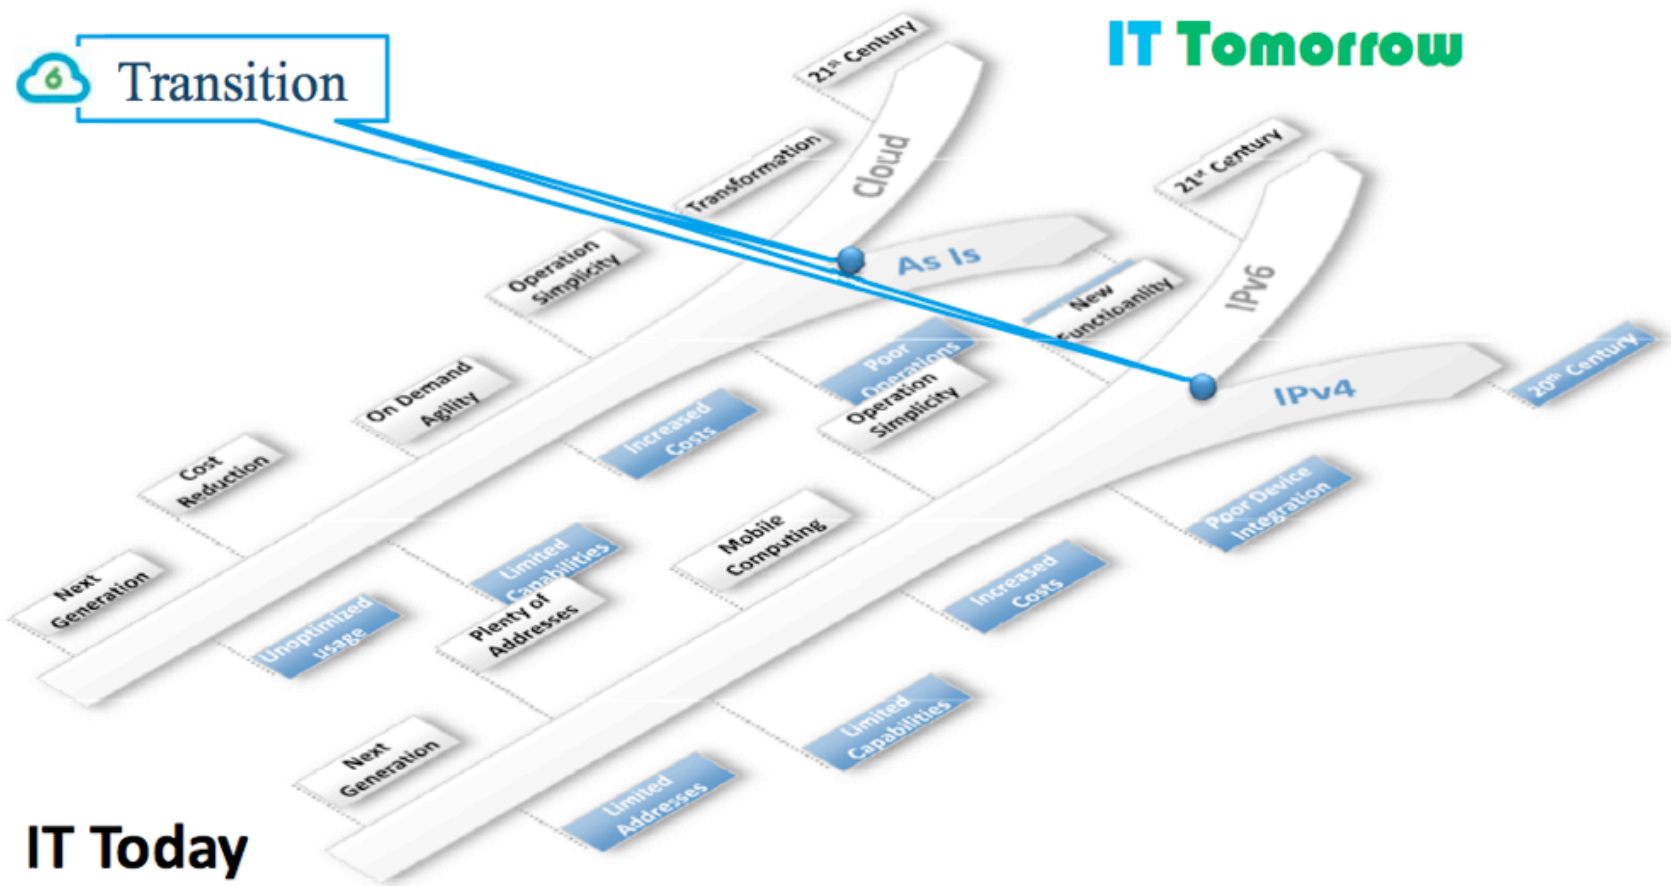 IT Tomorrow
6
Transition
21st Century
Cloud
Transformation
As Is
Operation
Simplicity
On Demand
Agility
Cost
Reduction
Next
Generation
Poor
Operations
Increased
Costs
Limited
Capabilities
Unoptimized
usage
21st Century
IPv6
New
Functioanlity
IPv4
20th Century
Operation
Simplicity
Mobile
Computing
Plenty of
Addresses
Next
Generation
Poor Device
Integration
Increased
Costs
Limited
Capabilities
Limited
Addresses
IT Today